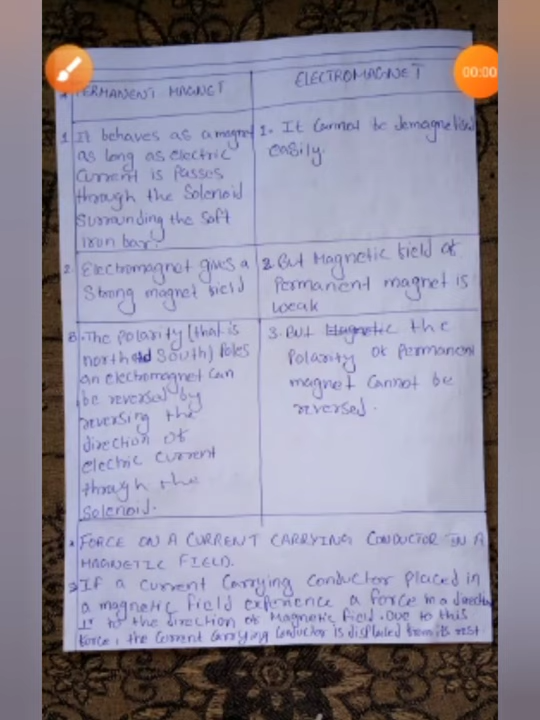 PERMANENT MAGNET
ELECTROMAGNET
00:00
1 It behaves as a magnet
as long as electric
Current is Passes
through the Solenoid
Surrounding the Soft
iron bar.
1. It Cannot be demagnetised
easily.
2. Electromagnet gives a
Strong magnet field
2. But Magnetic field of
Permanent magnet is
weak
3. The polarity (that is
north South) Poles
an electromagnet can
be reversed by
reversing the
direction of
electric current
through the
Solenoid.
3. But the
Polarity of Permanent
magnet cannot be
reversed.
FORCE ON A CURRENT CARRYING CONDUCTOR IN A
MAGNETIC FIELD.
If a current Carrying conductor placed in
a magnetic field experience a force in a direction
to the direction of Magnetic field. Due to this
force, the Current Carrying Conductor is displaced from its rest